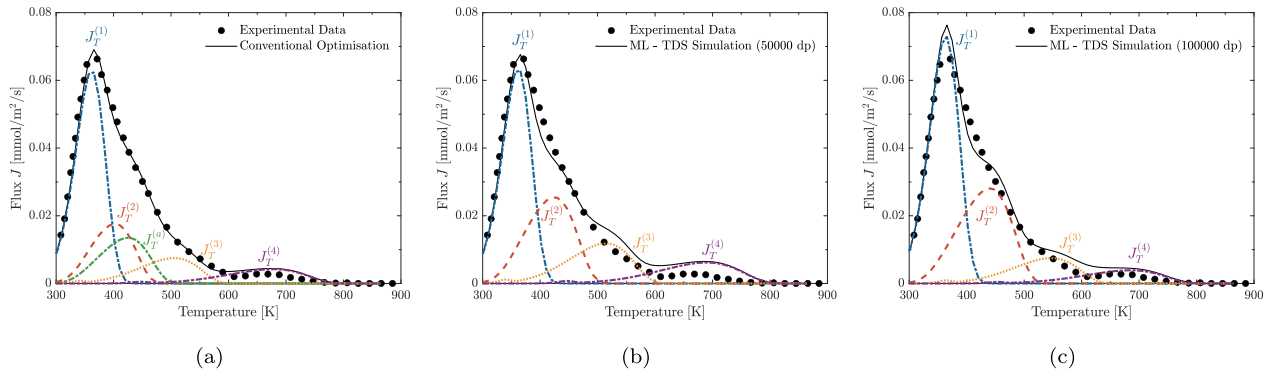 0.08
0.06
0.04
0.02
0
Flux J [mmol/m²/s]
300 400 500 600 700 800 900
Temperature [K]
Experimental Data
Conventional Optimisation
J_T^{(1)}
J_T^{(2)}
J_T^{(a)}
J_T^{(3)}
J_T^{(4)}
(a)
0.08
0.06
0.04
0.02
0
Flux J [mmol/m²/s]
300 400 500 600 700 800 900
Temperature [K]
Experimental Data
ML - TDS Simulation (50000 dp)
J_T^{(1)}
J_T^{(2)}
J_T^{(3)}
J_T^{(4)}
(b)
0.08
0.06
0.04
0.02
0
Flux J [mmol/m²/s]
300 400 500 600 700 800 900
Temperature [K]
Experimental Data
ML - TDS Simulation (100000 dp)
J_T^{(1)}
J_T^{(2)}
J_T^{(3)}
J_T^{(4)}
(c)